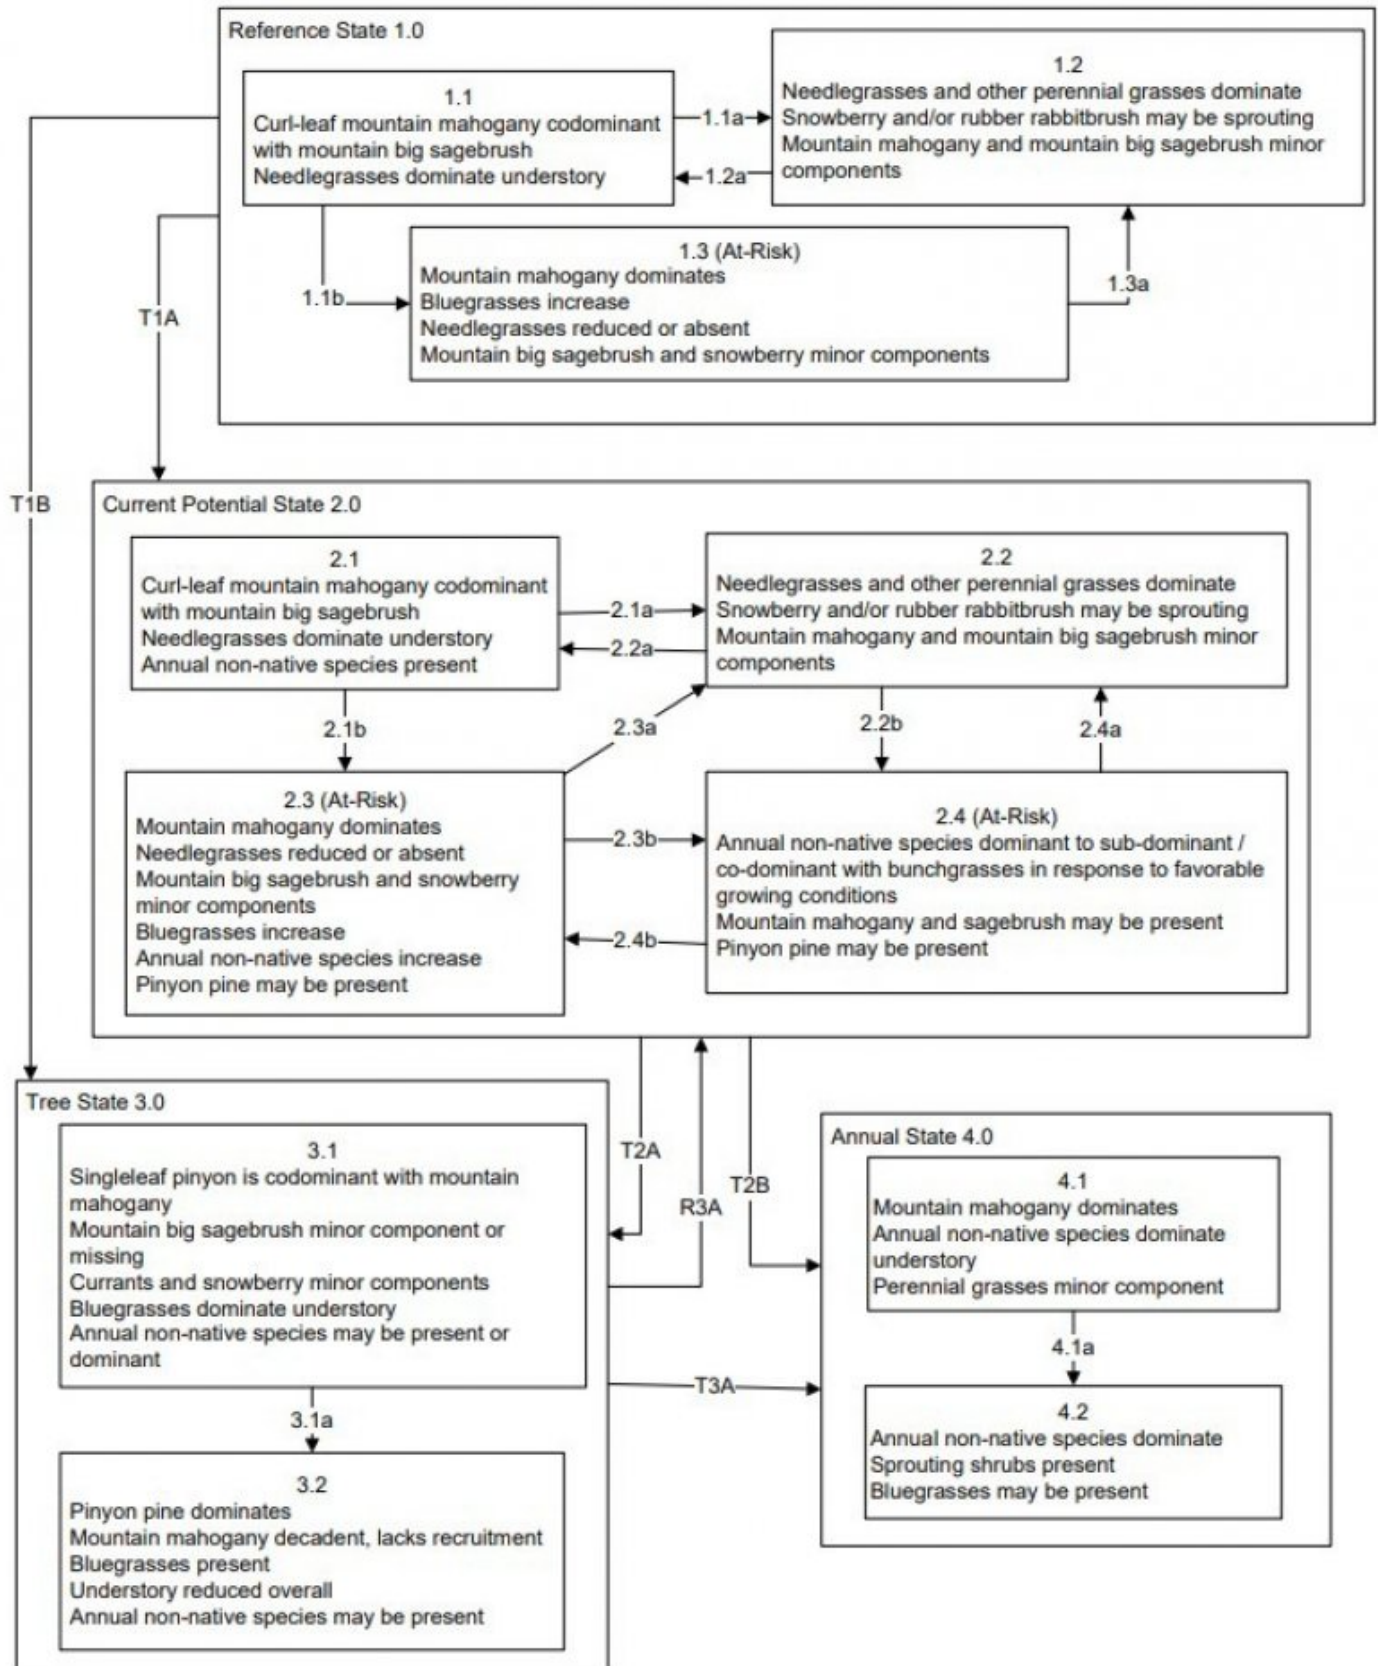 Reference State 1.0
1.1
Curl-leaf mountain mahogany codominant
with mountain big sagebrush
Needlegrasses dominate understory
1.1a
1.2a
1.2
Needlegrasses and other perennial grasses dominate
Snowberry and/or rubber rabbitbrush may be sprouting
Mountain mahogany and mountain big sagebrush minor
components
1.1b
1.3 (At-Risk)
Mountain mahogany dominates
Bluegrasses increase
Needlegrasses reduced or absent
Mountain big sagebrush and snowberry minor components
1.3a
T1A
T1B
Current Potential State 2.0
2.1
Curl-leaf mountain mahogany codominant
with mountain big sagebrush
Needlegrasses dominate understory
Annual non-native species present
2.1a
2.2a
2.2
Needlegrasses and other perennial grasses dominate
Snowberry and/or rubber rabbitbrush may be sprouting
Mountain mahogany and mountain big sagebrush minor
components
2.1b
2.3a
2.2b
2.4a
2.3 (At-Risk)
Mountain mahogany dominates
Needlegrasses reduced or absent
Mountain big sagebrush and snowberry
minor components
Bluegrasses increase
Annual non-native species increase
Pinyon pine may be present
2.3b
2.4b
2.4 (At-Risk)
Annual non-native species dominant to sub-dominant /
co-dominant with bunchgrasses in response to favorable
growing conditions
Mountain mahogany and sagebrush may be present
Pinyon pine may be present
Tree State 3.0
3.1
Singleleaf pinyon is codominant with mountain
mahogany
Mountain big sagebrush minor component or
missing
Currants and snowberry minor components
Bluegrasses dominate understory
Annual non-native species may be present or
dominant
3.1a
3.2
Pinyon pine dominates
Mountain mahogany decadent, lacks recruitment
Bluegrasses present
Understory reduced overall
Annual non-native species may be present
T2A
R3A
T2B
T3A
Annual State 4.0
4.1
Mountain mahogany dominates
Annual non-native species dominate
understory
Perennial grasses minor component
4.1a
4.2
Annual non-native species dominate
Sprouting shrubs present
Bluegrasses may be present